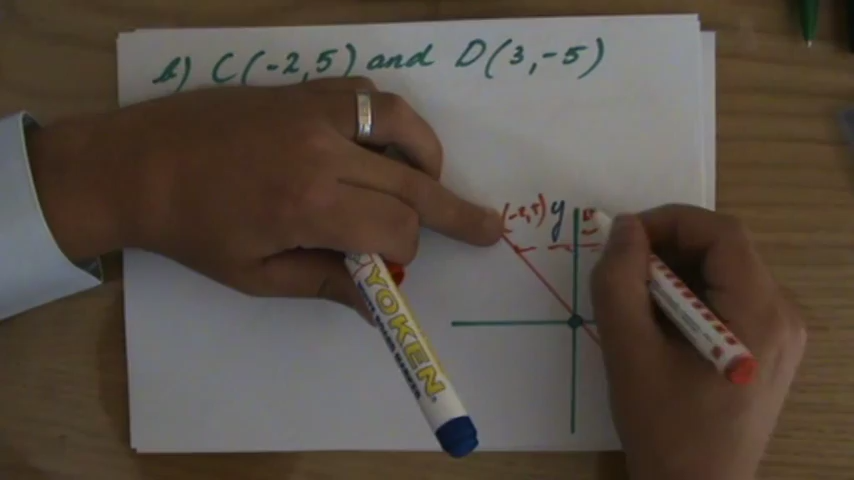 b) C(-2,5) and D(3,-5)
(-2,5) y
YOKEN